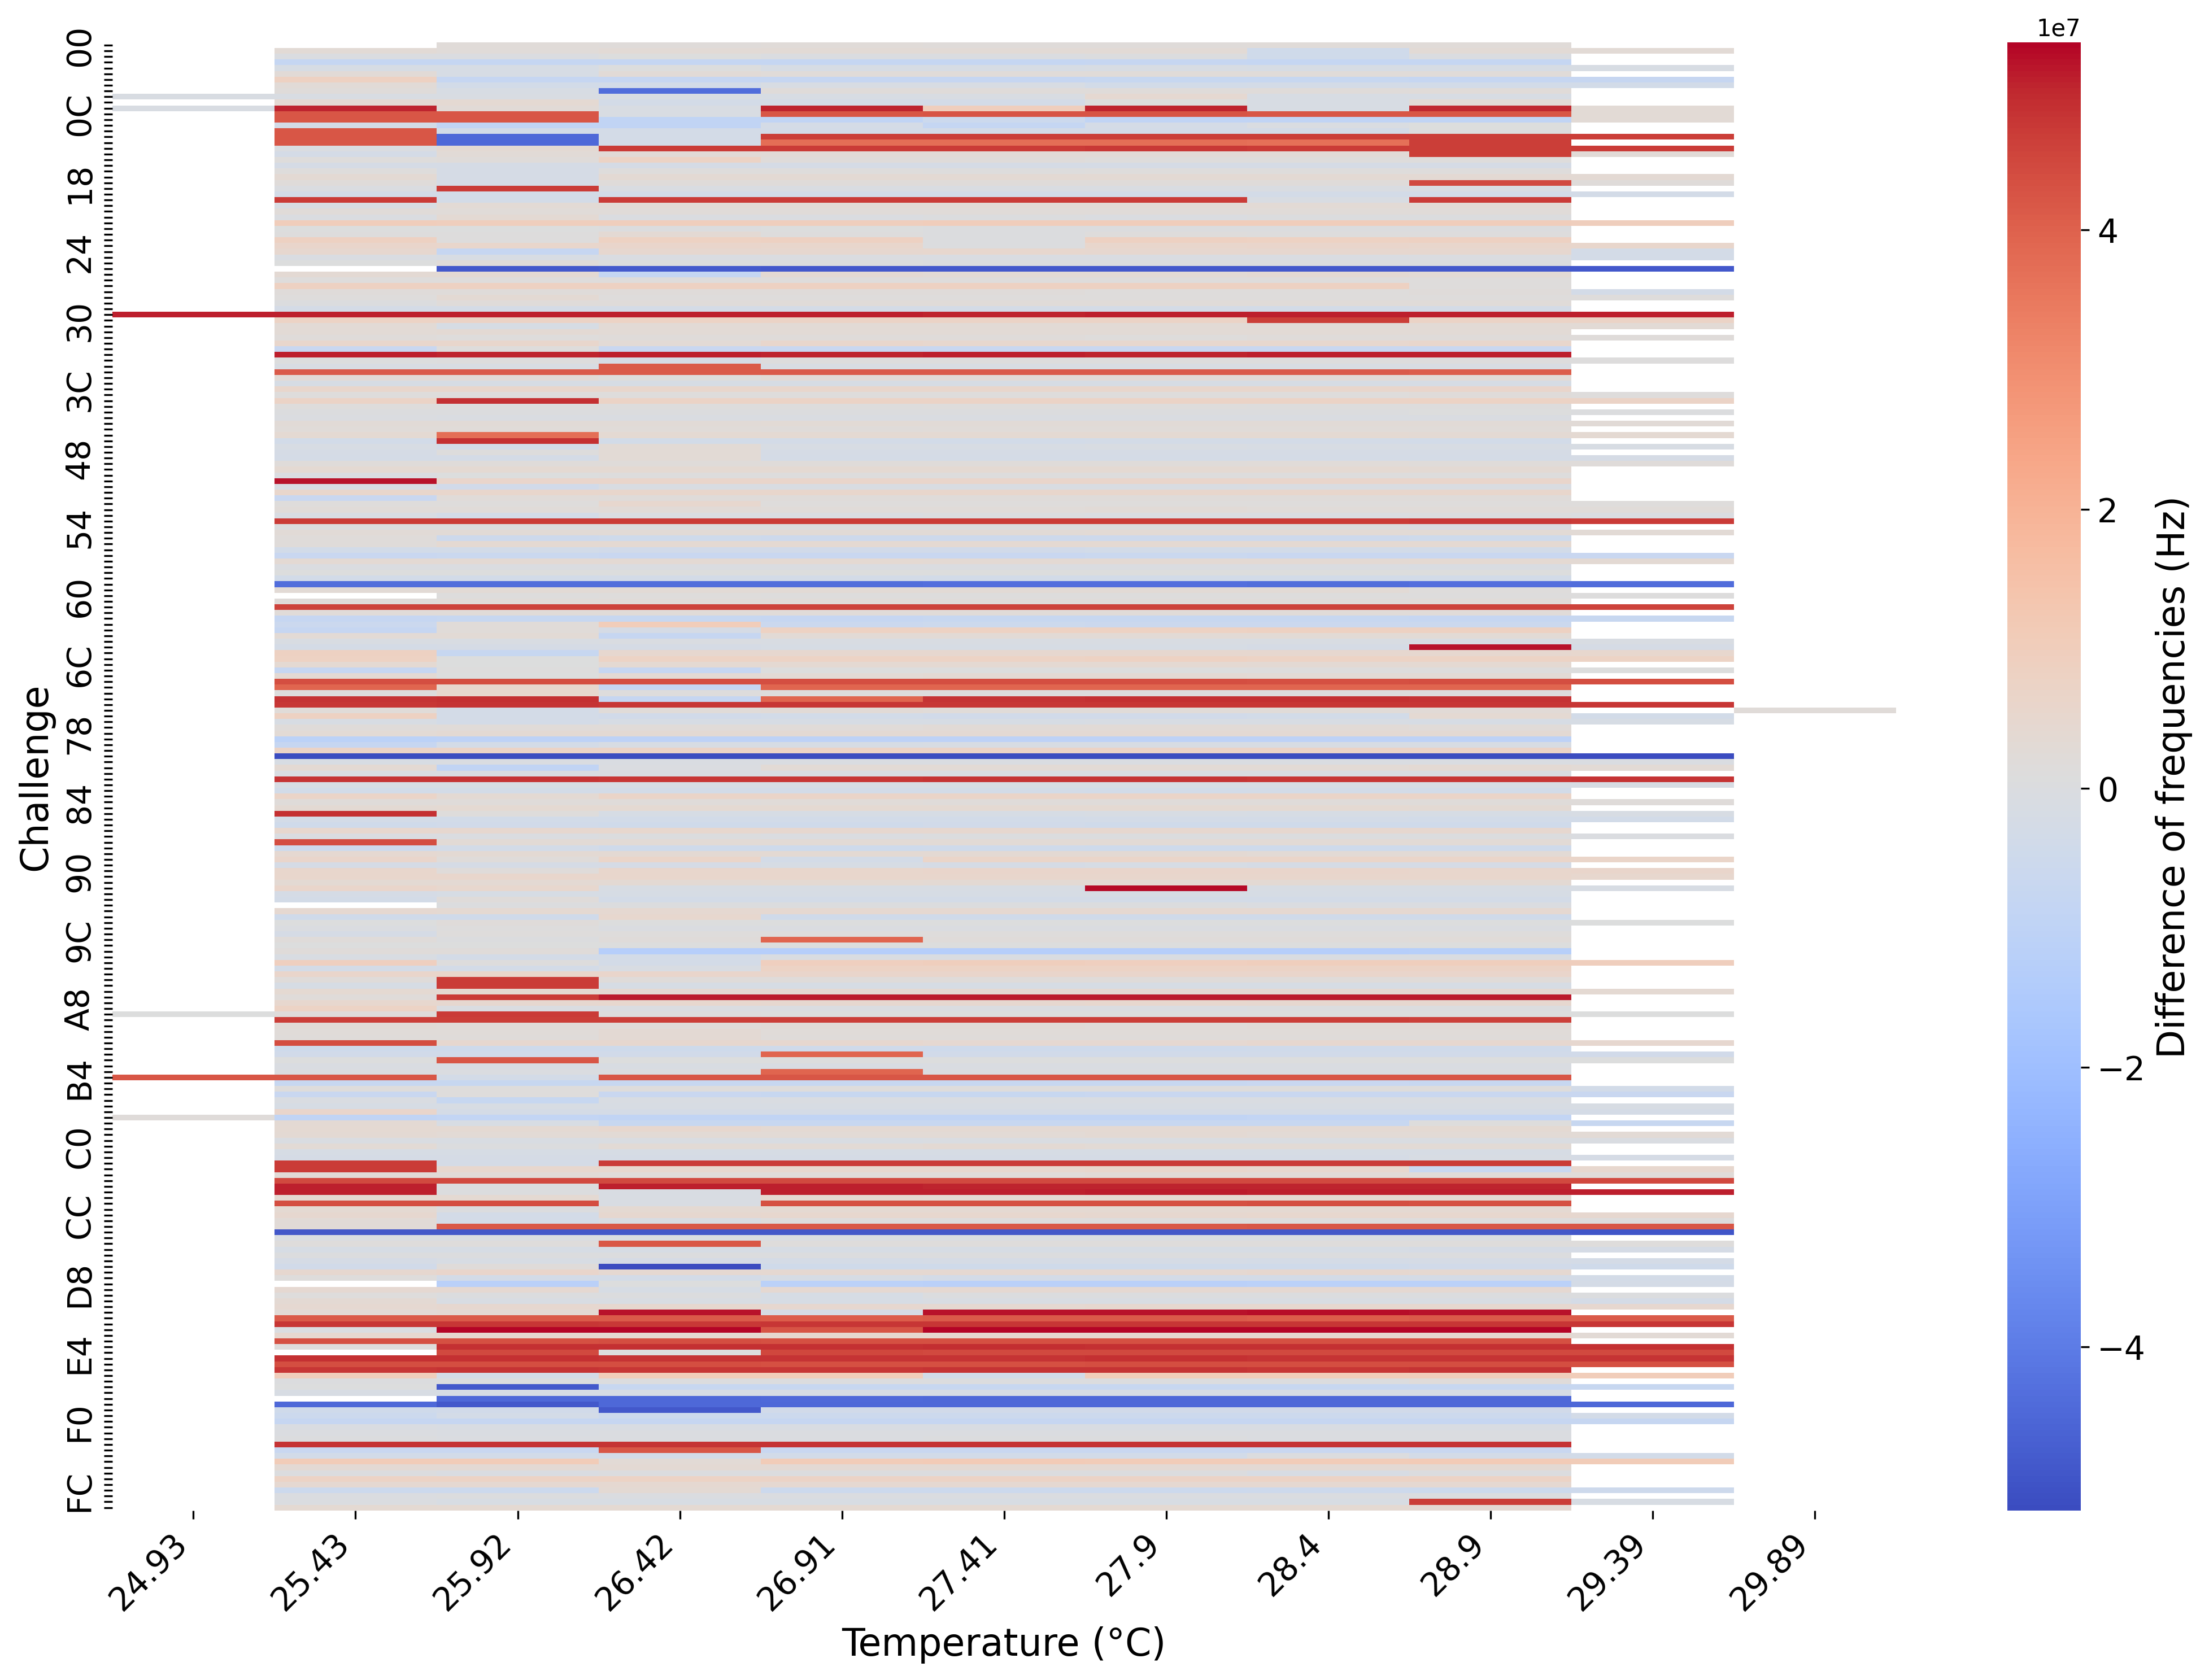 1e7
00
0C
18
24
30
3C
48
54
60
6C
78
84
90
9C
A8
B4
C0
CC
D8
E4
F0
FC
Challenge
24.93
25.43
25.92
26.42
26.91
27.41
27.9
28.4
28.9
29.39
29.89
Temperature (°C)
4
2
0
−2
−4
Difference of frequencies (Hz)